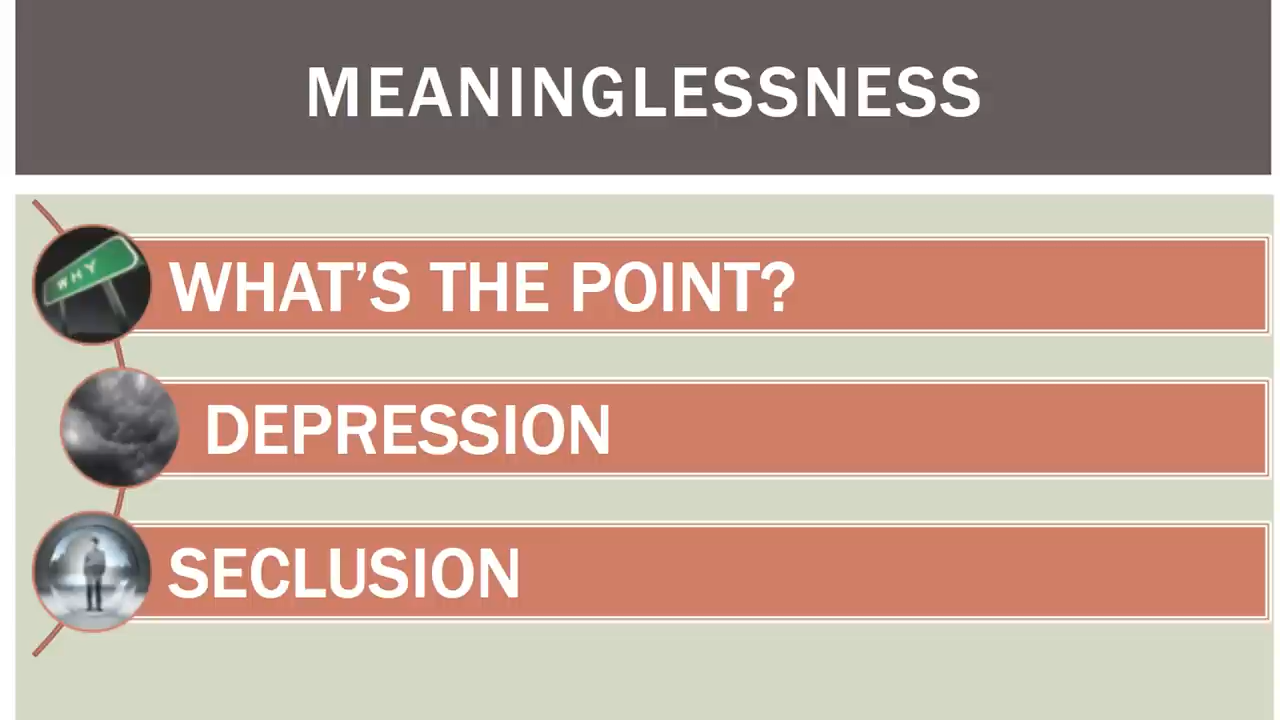 MEANINGLESSNESS
WHY
WHAT'S THE POINT?
DEPRESSION
SECLUSION